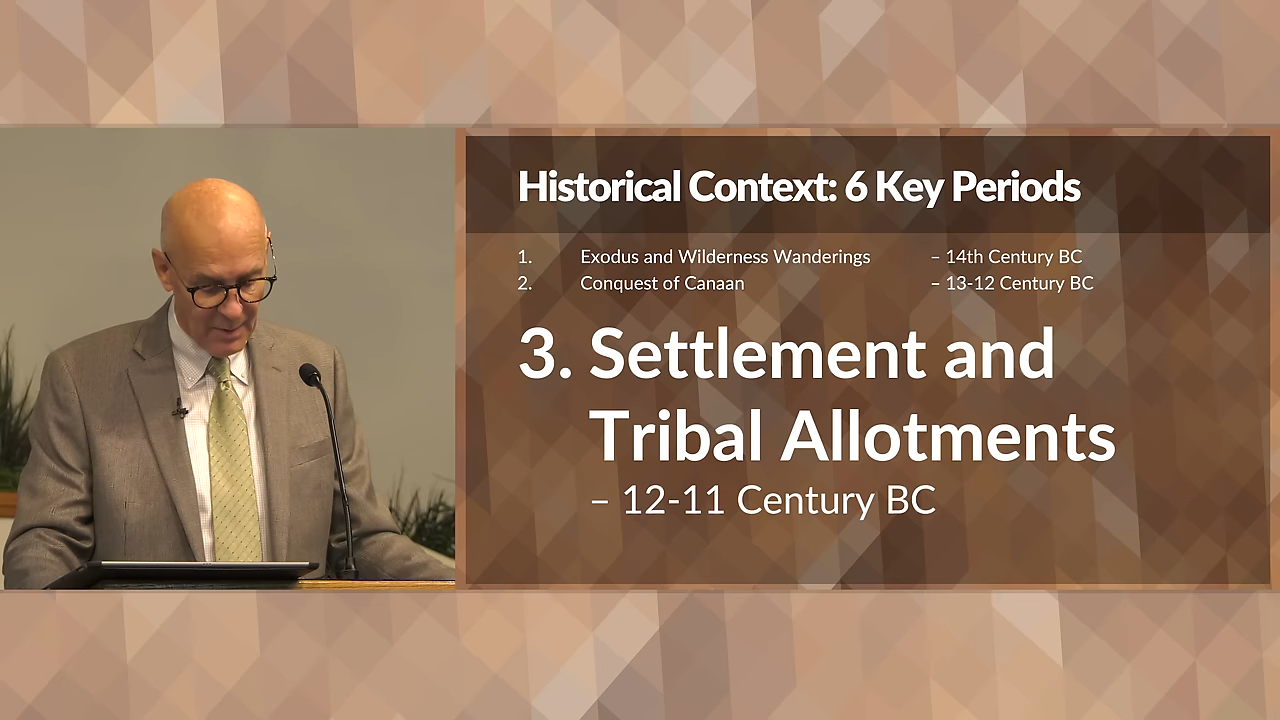 Historical Context: 6 Key Periods
1. Exodus and Wilderness Wanderings – 14th Century BC
2. Conquest of Canaan – 13-12 Century BC
3. Settlement and
Tribal Allotments
– 12-11 Century BC